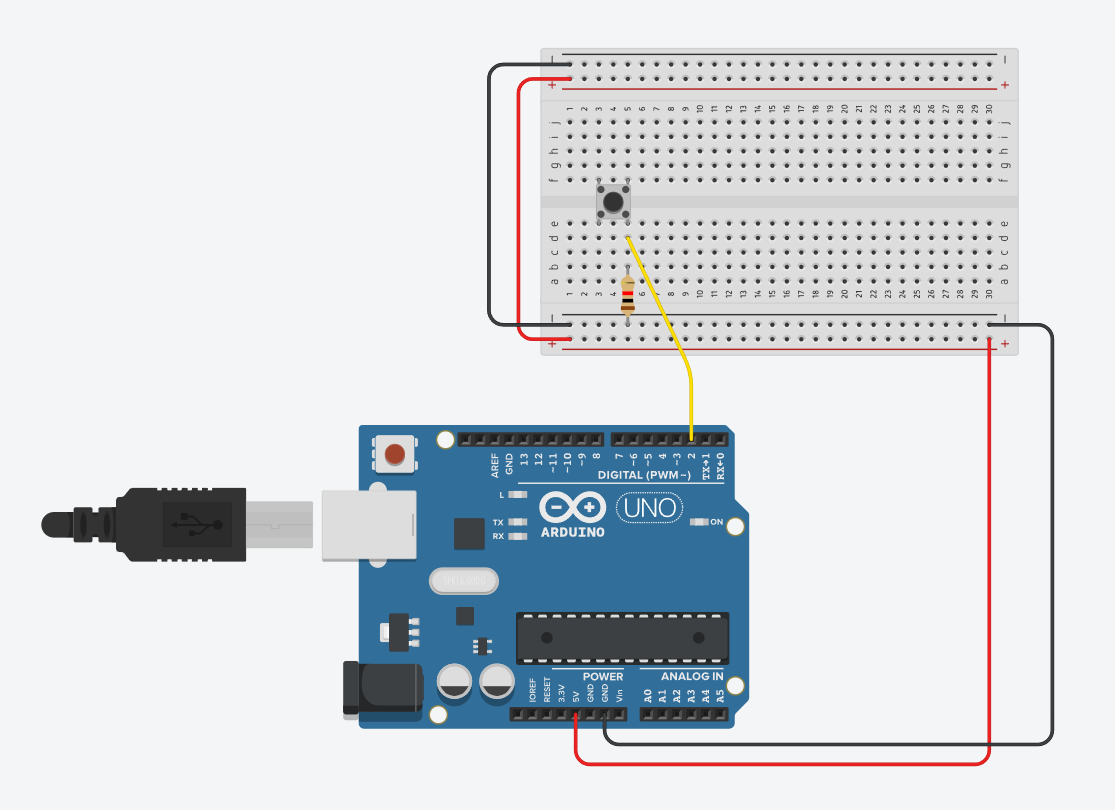 − −
+ +
1 2 3 4 5 6 7 8 9 10 11 12 13 14 15 16 17 18 19 20 21 22 23 24 25 26 27 28 29 30
j j
i i
h h
g g
f f
e e
d d
c c
b b
a a
1 2 3 4 5 6 7 8 9 10 11 12 13 14 15 16 17 18 19 20 21 22 23 24 25 26 27 28 29 30
− −
+ +
AREF GND 13 12 ~11 ~10 ~9 8 7 ~6 ~5 4 ~3 2 TX→1 RX←0
DIGITAL (PWM~)
L
UNO
TX
RX
ON
ARDUINO
POWER
ANALOG IN
IOREF RESET 3.3V 5V GND GND Vin A0 A1 A2 A3 A4 A5